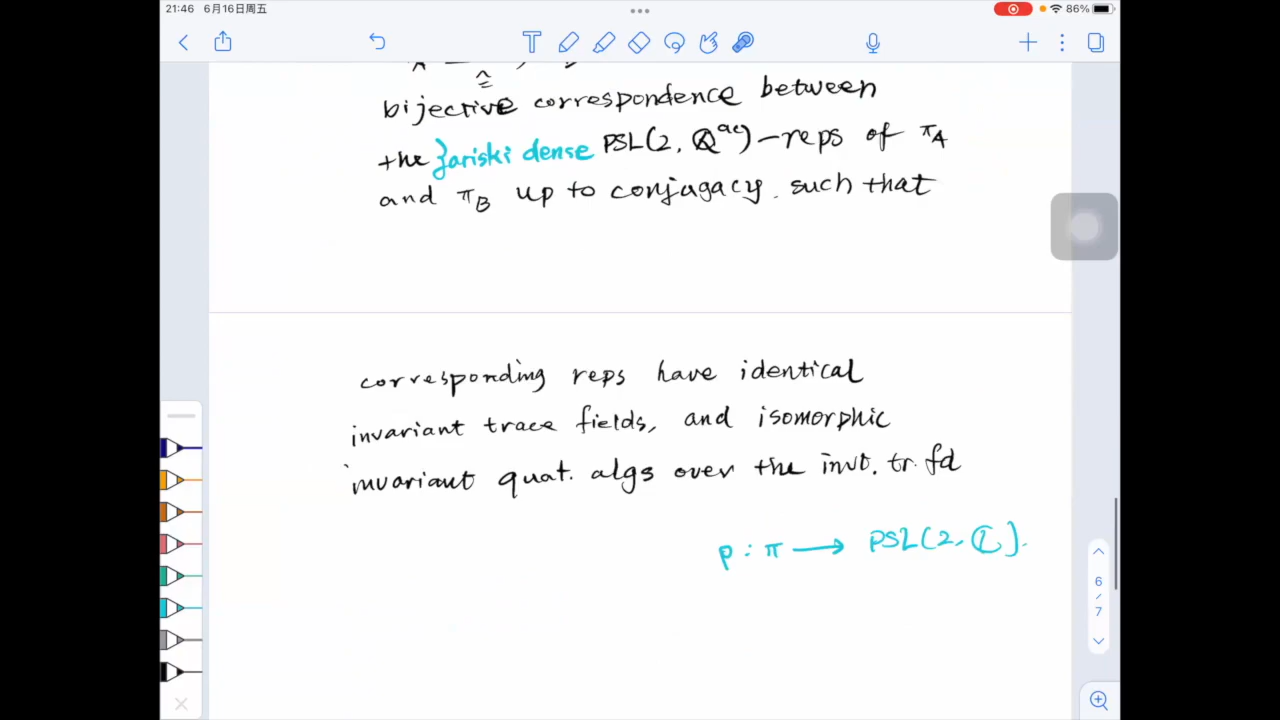 21:46 6月16日周五
86%
bijective correspondence between
the Zariski dense PSL(2, ℚ^ac)-reps of π_A
and π_B up to conjugacy, such that
corresponding reps have identical
invariant trace fields, and isomorphic
invariant quat. algs over the invt. tr. fd
ρ : π ⟶ PSL(2, ℂ).
6
/
7